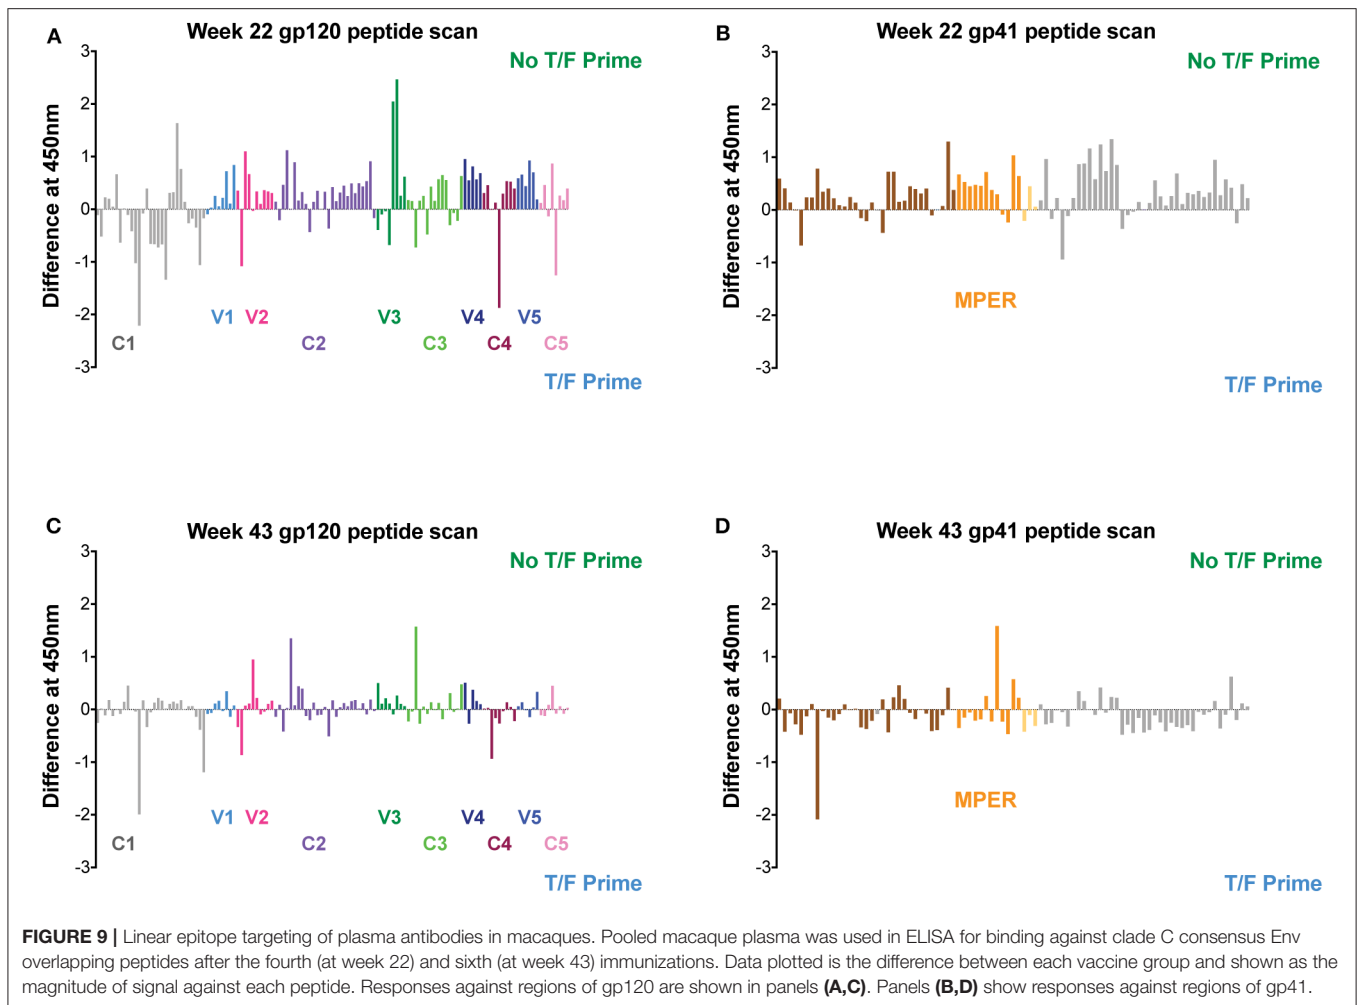 A
Week 22 gp120 peptide scan
No T/F Prime
Difference at 450nm
3
2
1
0
-1
-2
-3
V1
V2
V3
V4
V5
C1
C2
C3
C4
C5
T/F Prime
B
Week 22 gp41 peptide scan
No T/F Prime
Difference at 450nm
3
2
1
0
-1
-2
-3
MPER
T/F Prime
C
Week 43 gp120 peptide scan
No T/F Prime
Difference at 450nm
3
2
1
0
-1
-2
-3
V1
V2
V3
V4
V5
C1
C2
C3
C4
C5
T/F Prime
D
Week 43 gp41 peptide scan
No T/F Prime
Difference at 450nm
3
2
1
0
-1
-2
-3
MPER
T/F Prime
FIGURE 9 | Linear epitope targeting of plasma antibodies in macaques. Pooled macaque plasma was used in ELISA for binding against clade C consensus Env
overlapping peptides after the fourth (at week 22) and sixth (at week 43) immunizations. Data plotted is the difference between each vaccine group and shown as the
magnitude of signal against each peptide. Responses against regions of gp120 are shown in panels (A,C). Panels (B,D) show responses against regions of gp41.